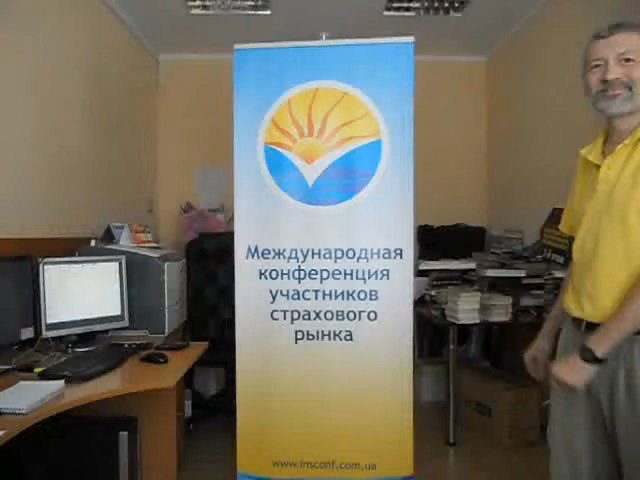 Международная
конференция
участников
страхового
рынка
www.insconf.com.ua